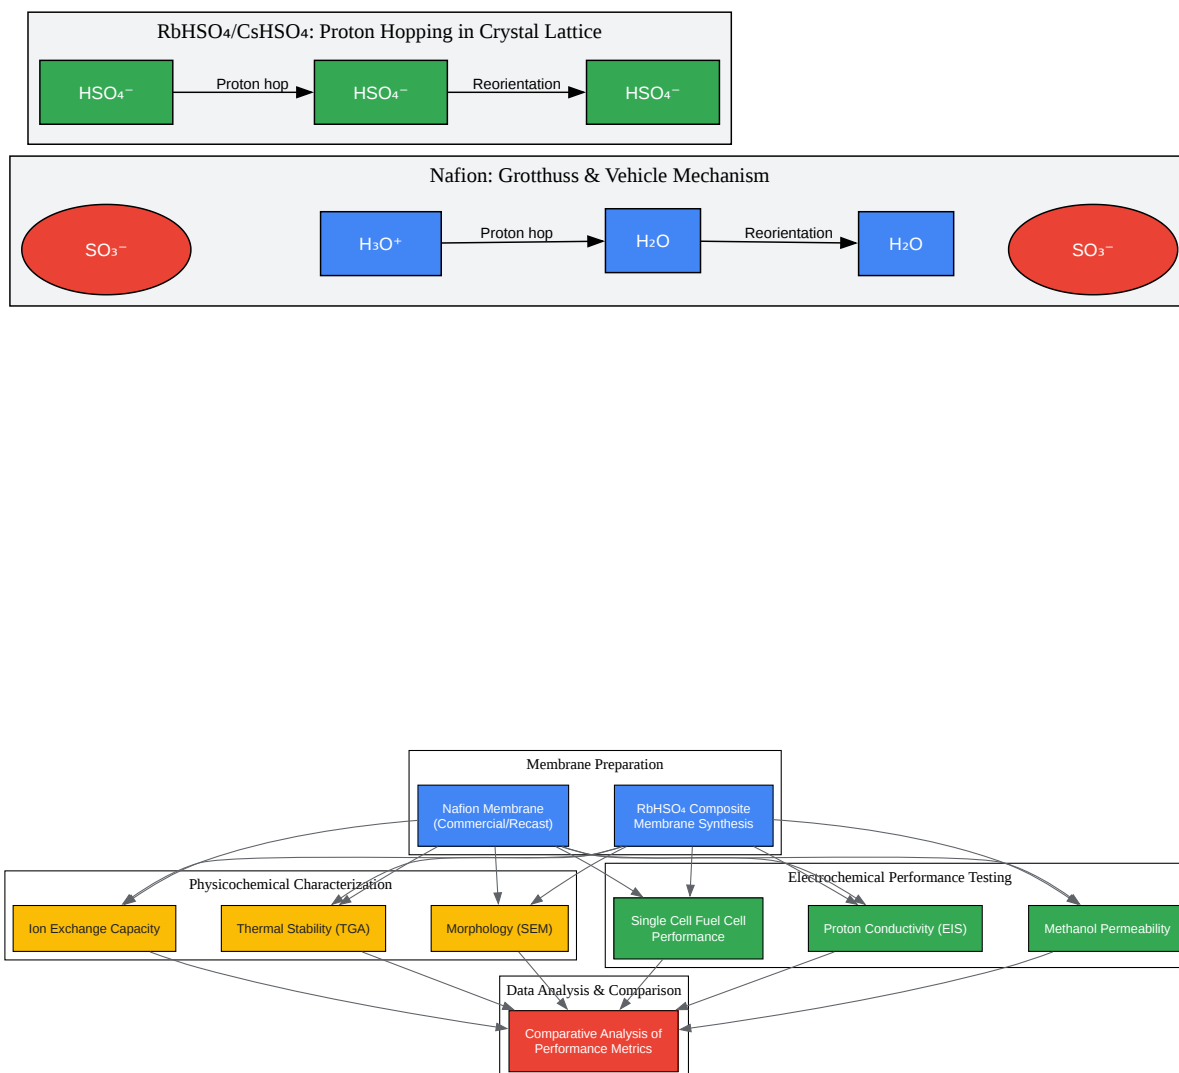 RbHSO₄/CsHSO₄: Proton Hopping in Crystal Lattice
HSO₄⁻
Proton hop
HSO₄⁻
Reorientation
HSO₄⁻
Nafion: Grotthuss & Vehicle Mechanism
SO₃⁻
H₃O⁺
Proton hop
H₂O
Reorientation
H₂O
SO₃⁻
Membrane Preparation
Nafion Membrane
(Commercial/Recast)
RbHSO₄ Composite
Membrane Synthesis
Physicochemical Characterization
Electrochemical Performance Testing
Ion Exchange Capacity
Thermal Stability (TGA)
Morphology (SEM)
Single Cell Fuel Cell
Performance
Proton Conductivity (EIS)
Methanol Permeability
Data Analysis & Comparison
Comparative Analysis of
Performance Metrics